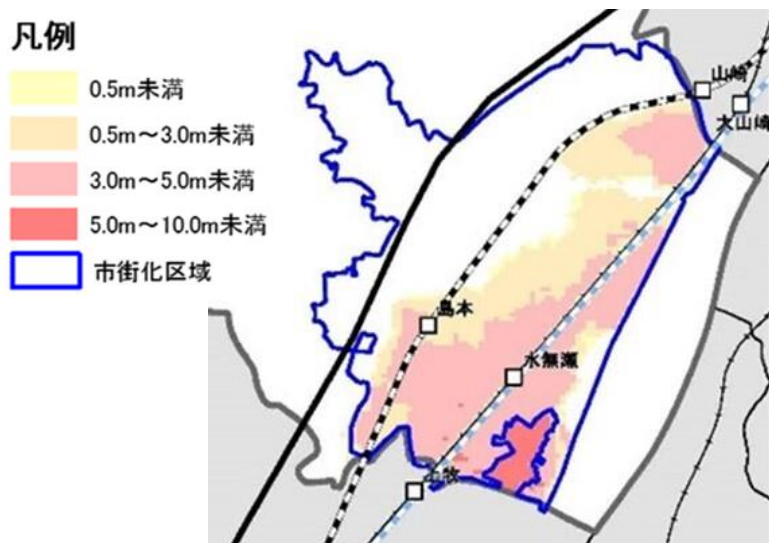 凡例
0.5m未満
0.5m～3.0m未満
3.0m～5.0m未満
5.0m～10.0m未満
市街化区域
山崎
大山崎
島本
水無瀬
上牧